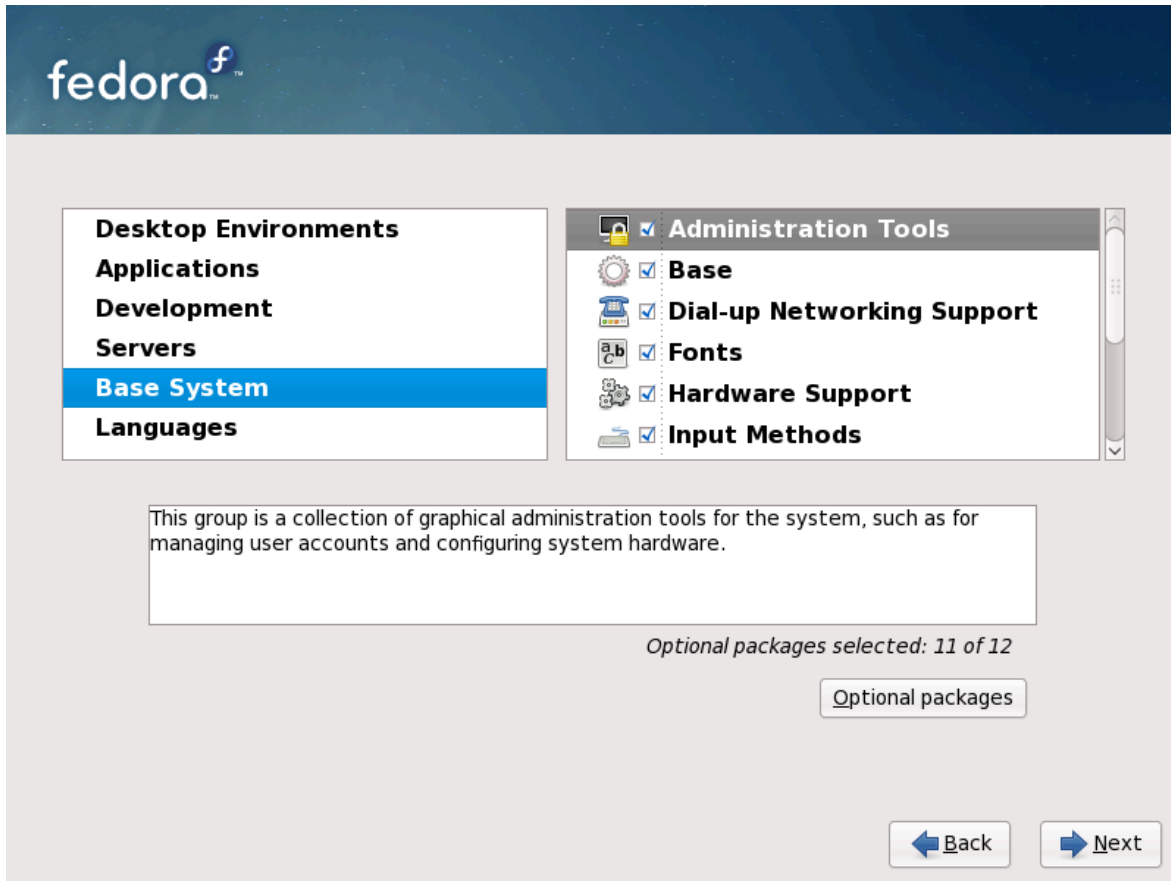 fedora™
Desktop Environments
Applications
Development
Servers
Base System
Languages
Administration Tools
Base
Dial-up Networking Support
Fonts
Hardware Support
Input Methods
This group is a collection of graphical administration tools for the system, such as for
managing user accounts and configuring system hardware.
Optional packages selected: 11 of 12
Optional packages
Back
Next